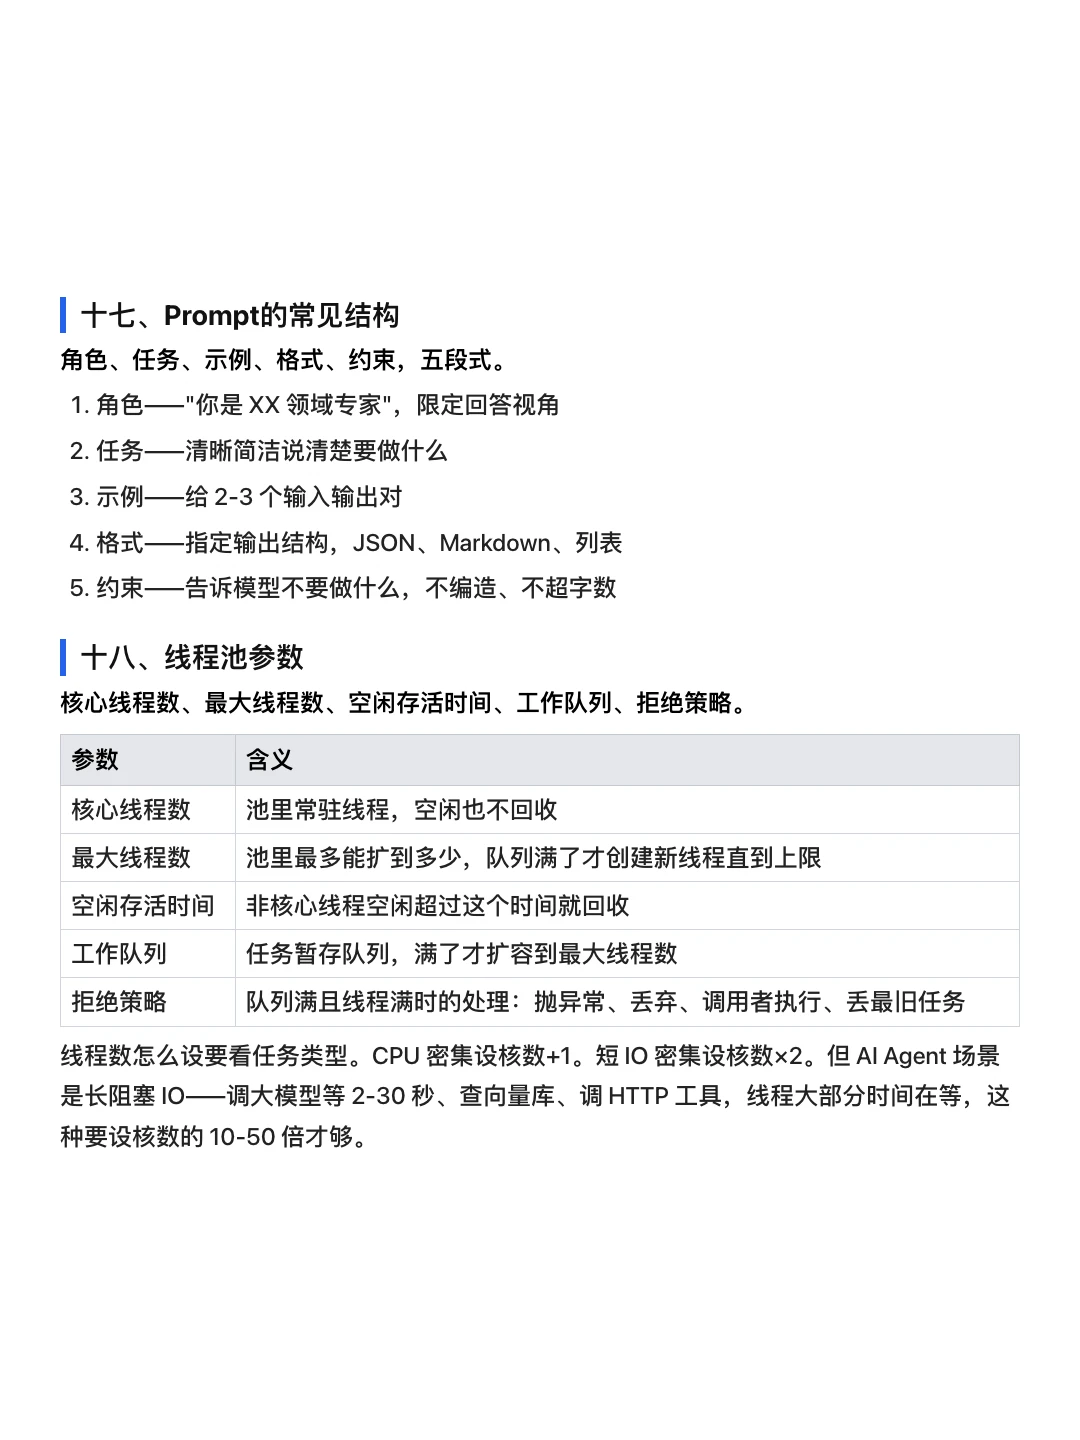 十七、Prompt的常见结构
角色、任务、示例、格式、约束，五段式。
1. 角色——"你是 XX 领域专家"，限定回答视角
2. 任务——清晰简洁说清楚要做什么
3. 示例——给 2-3 个输入输出对
4. 格式——指定输出结构，JSON、Markdown、列表
5. 约束——告诉模型不要做什么，不编造、不超字数
十八、线程池参数
核心线程数、最大线程数、空闲存活时间、工作队列、拒绝策略。
参数 含义
核心线程数 池里常驻线程，空闲也不回收
最大线程数 池里最多能扩到多少，队列满了才创建新线程直到上限
空闲存活时间 非核心线程空闲超过这个时间就回收
工作队列 任务暂存队列，满了才扩容到最大线程数
拒绝策略 队列满且线程满时的处理：抛异常、丢弃、调用者执行、丢最旧任务
线程数怎么设要看任务类型。CPU 密集设核数+1。短 IO 密集设核数×2。但 AI Agent 场景
是长阻塞 IO——调大模型等 2-30 秒、查向量库、调 HTTP 工具，线程大部分时间在等，这
种要设核数的 10-50 倍才够。